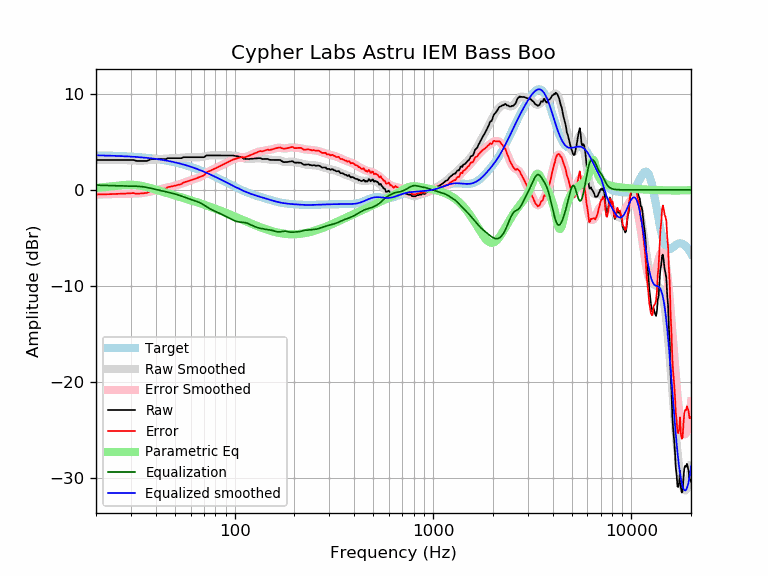 Cypher Labs Astru IEM Bass Boo
10
0
−10
−20
−30
Amplitude (dBr)
Target
Raw Smoothed
Error Smoothed
Raw
Error
Parametric Eq
Equalization
Equalized smoothed
100
1000
10000
Frequency (Hz)